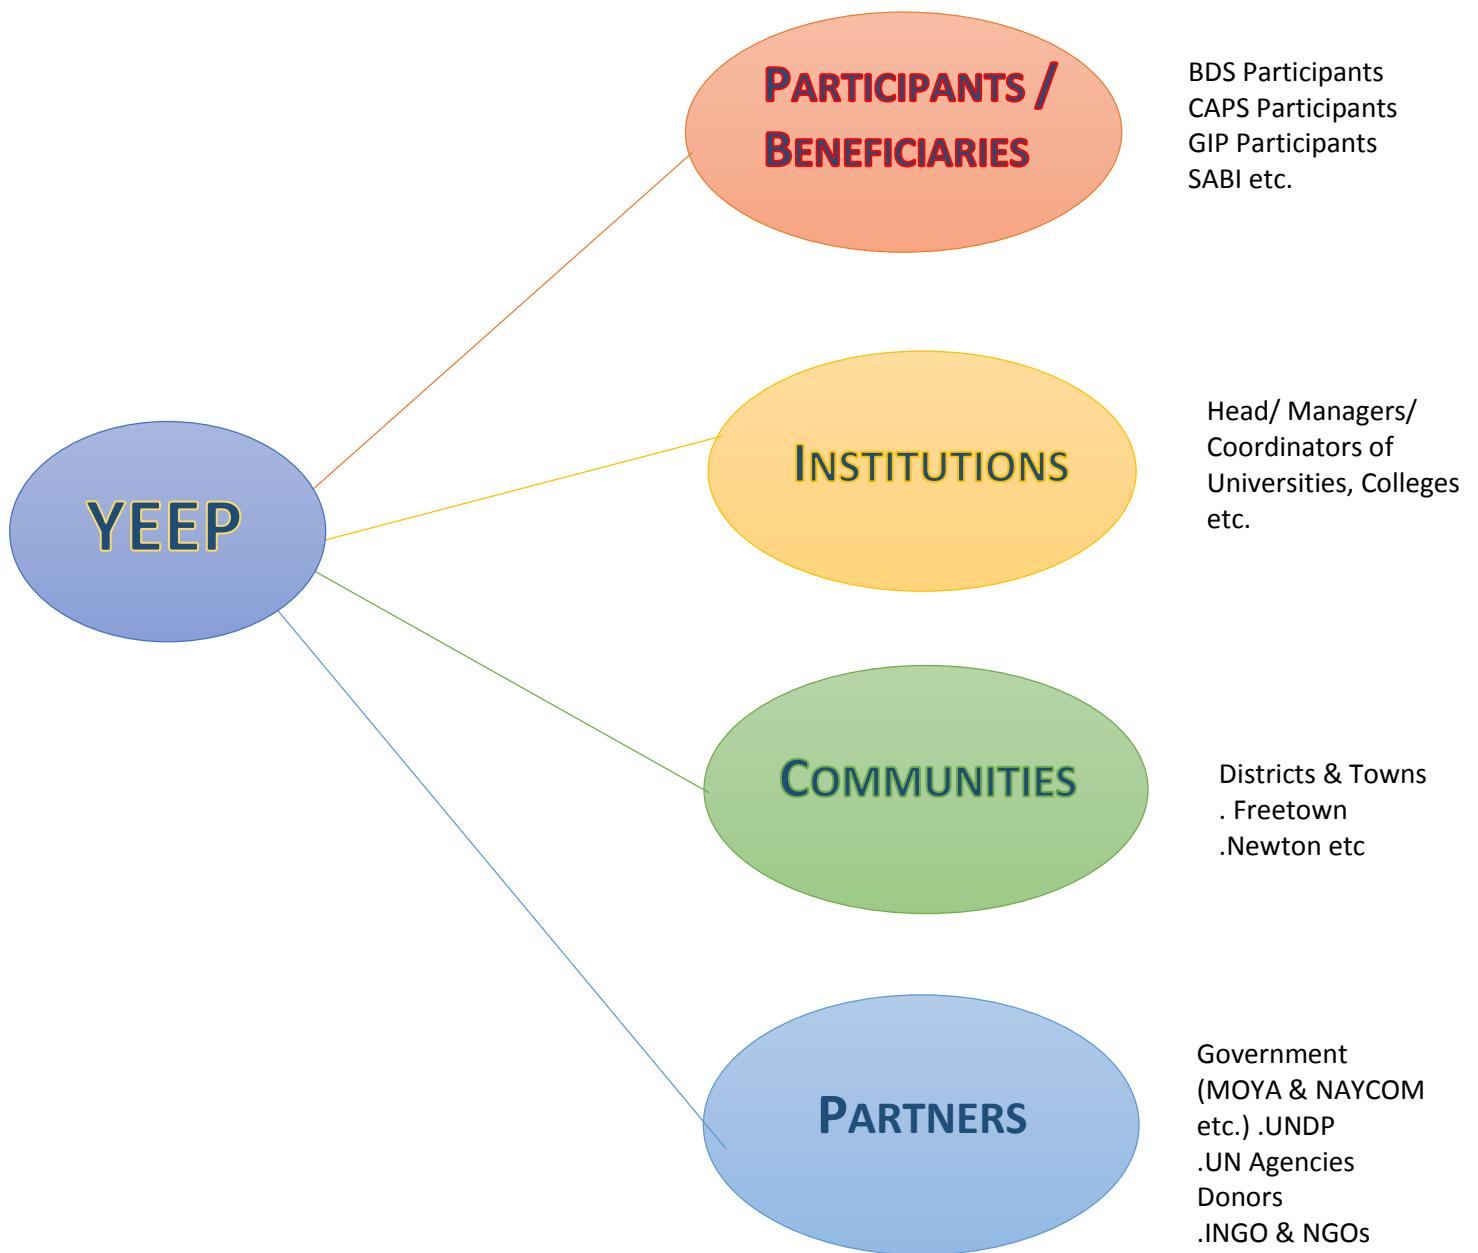 PARTICIPANTS /
BENEFICIARIES
BDS Participants
CAPS Participants
GIP Participants
SABI etc.
INSTITUTIONS
Head/ Managers/
Coordinators of
Universities, Colleges
etc.
YEEP
COMMUNITIES
Districts & Towns
. Freetown
.Newton etc
PARTNERS
Government
(MOYA & NAYCOM
etc.) .UNDP
.UN Agencies
Donors
.INGO & NGOs